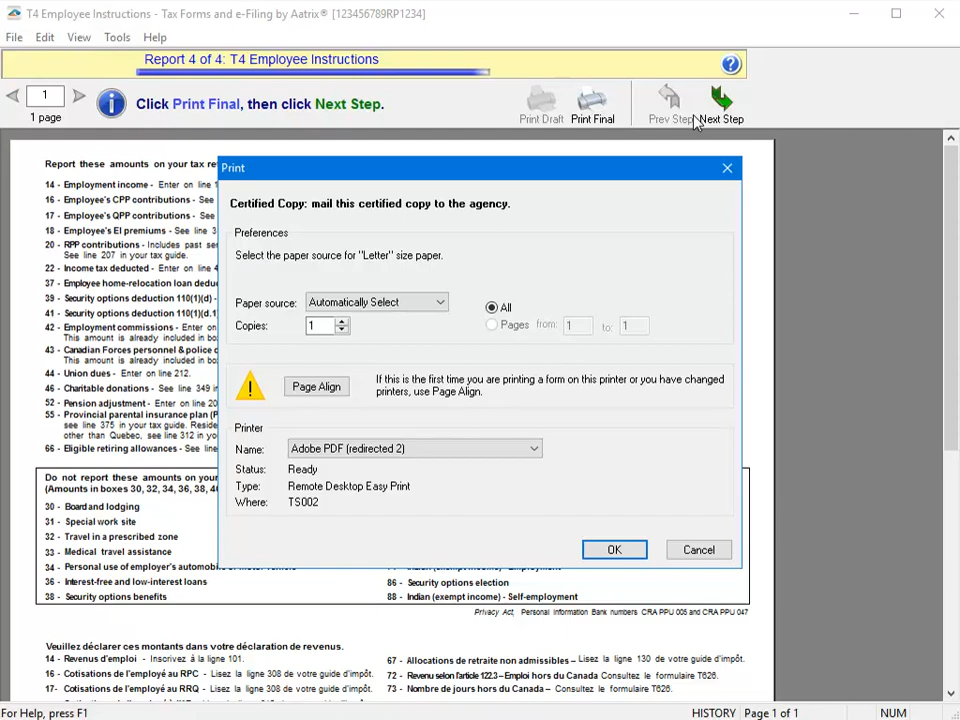 T4 Employee Instructions - Tax Forms and e-Filing by Aatrix® [123456789RP1234]
File Edit View Tools Help
Report 4 of 4: T4 Employee Instructions
?
1
1 page
Click Print Final, then click Next Step.
Print Draft Print Final Prev Step Next Step
Report these amounts on your tax re
14 - Employment income - Enter on line 1
16 - Employee's CPP contributions - See
17 - Employee's QPP contributions - See
18 - Employee's EI premiums - See line 3
20 - RPP contributions - Includes past ser
See line 207 in your tax guide.
22 - Income tax deducted - Enter on line 4
37 - Employee home-relocation loan dedu
39 - Security options deduction 110(1)(d) -
41 - Security options deduction 110(1)(d.1
42 - Employment commissions - Enter on
This amount is already included in bo
43 - Canadian Forces personnel & police o
This amount is already included in bo
44 - Union dues - Enter on line 212.
46 - Charitable donations - See line 349 i
52 - Pension adjustment - Enter on line 20
55 - Provincial parental insurance plan (P
see line 375 in your tax guide. Reside
other than Quebec, see line 312 in yo
66 - Eligible retiring allowances - See line
Print
Certified Copy: mail this certified copy to the agency.
Preferences
Select the paper source for "Letter" size paper.
Paper source: Automatically Select
Copies: 1
All
Pages from: 1 to: 1
Page Align
If this is the first time you are printing a form on this printer or you have changed
printers, use Page Align.
Printer
Name: Adobe PDF (redirected 2)
Status: Ready
Type: Remote Desktop Easy Print
Where: TS002
OK Cancel
Do not report these amounts on your
(Amounts in boxes 30, 32, 34, 36, 38, 40
30 - Board and lodging
31 - Special work site
32 - Travel in a prescribed zone
33 - Medical travel assistance
34 - Personal use of employer's automobi
36 - Interest-free and low-interest loans
38 - Security options benefits
86 - Security options election
88 - Indian (exempt income) - Self-employment
Privacy Act, Personal Information Bank numbers CRA PPU 005 and CRA PPU 047
Veuillez déclarer ces montants dans votre déclaration de revenus.
14 - Revenus d'emploi - Inscrivez à la ligne 101.
16 - Cotisations de l'employé au RPC - Lisez la ligne 308 de votre guide d'impôt.
17- Cotisations de l'employé au RRQ - Lisez la ligne 308 de votre guide d'impôt.
67 - Allocations de retraite non admissibles – Lisez la ligne 130 de votre guide d'impôt.
72 - Revenu selon l'article 122.3 – Emploi hors du Canada Consultez le formulaire T626.
73 - Nombre de jours hors du Canada – Consultez le formulaire T626.
For Help, press F1
HISTORY Page 1 of 1 NUM